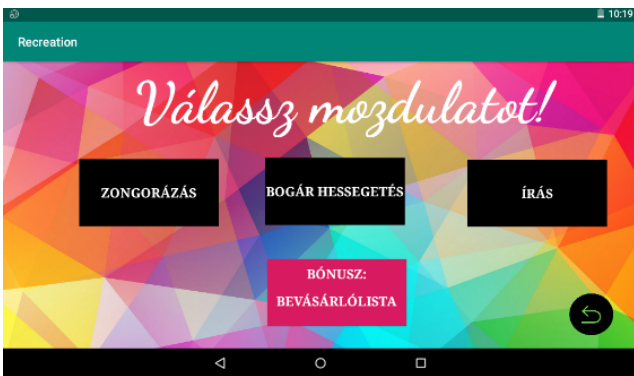 10:19
Recreation
Válassz mozdulatot!
ZONGORÁZÁS
BOGÁR HESSEGETÉS
ÍRÁS
BÓNUSZ:
BEVÁSÁRLÓLISTA